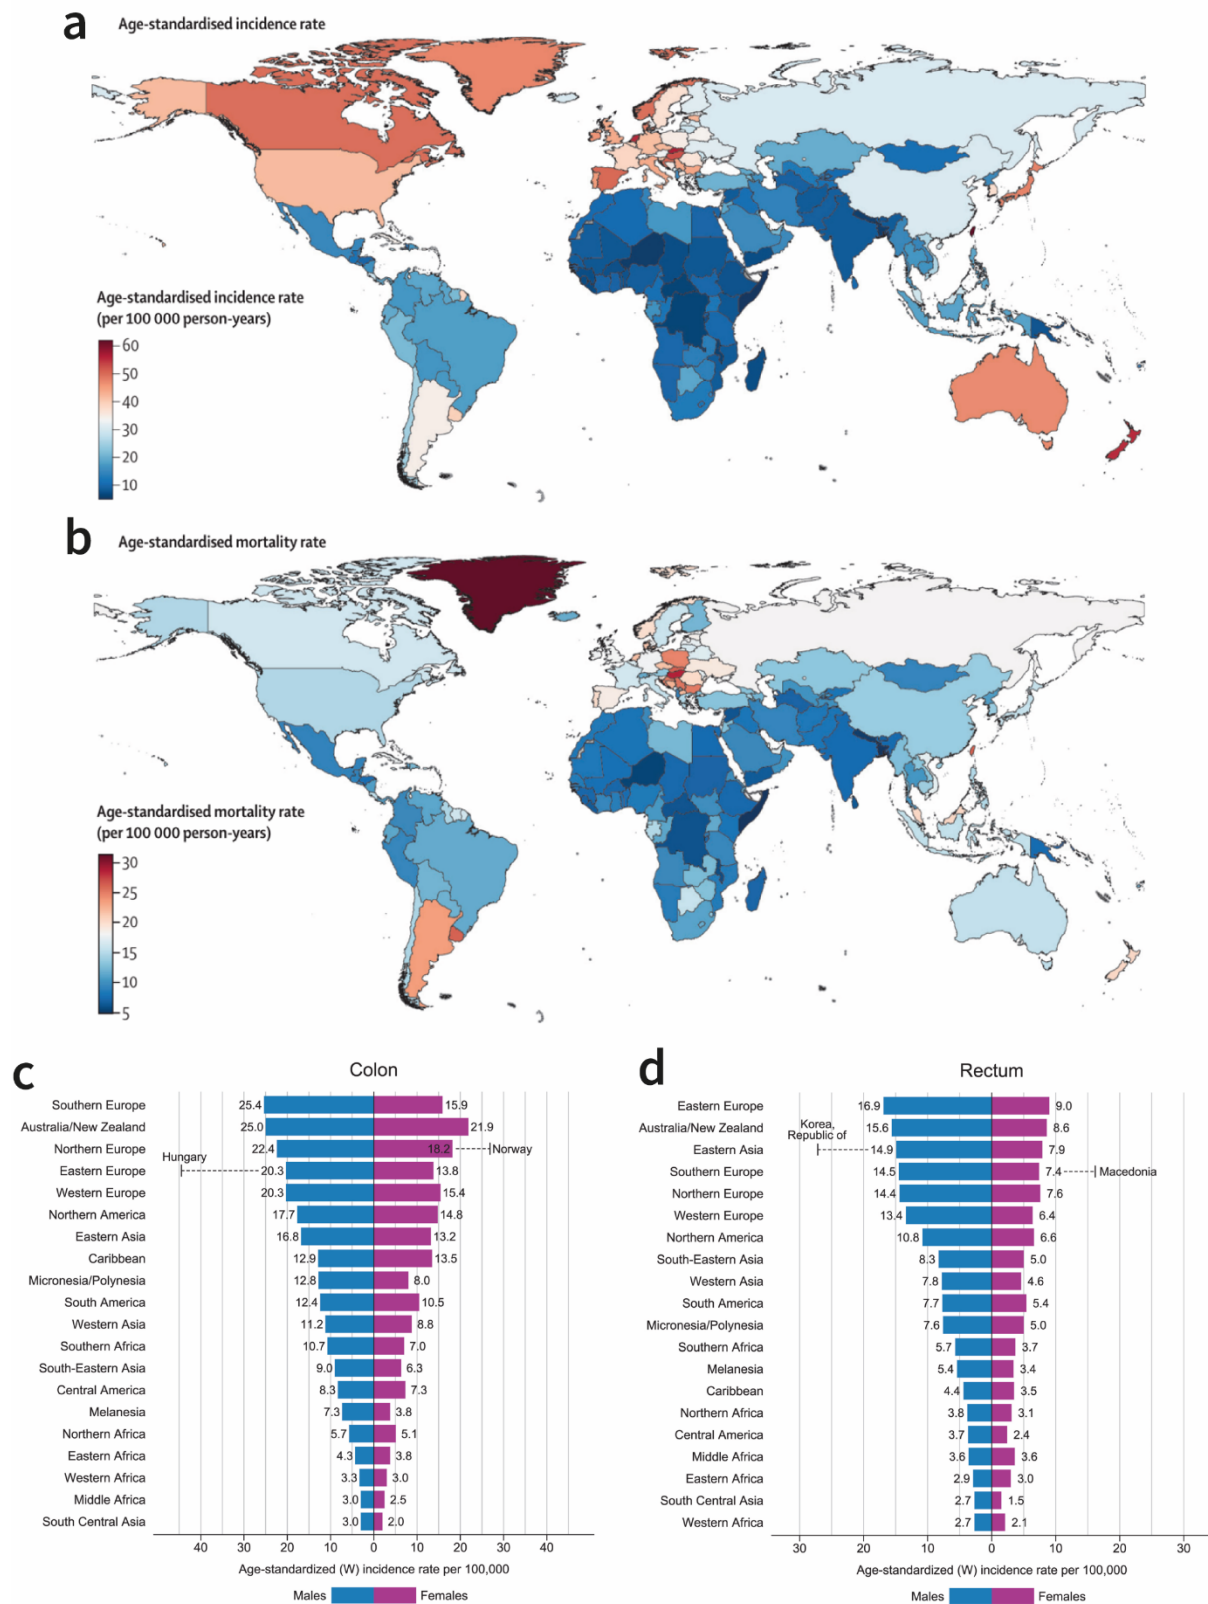 a
Age-standardised incidence rate
Age-standardised incidence rate
(per 100 000 person-years)
60
50
40
30
20
10
b
Age-standardised mortality rate
Age-standardised mortality rate
(per 100 000 person-years)
30
25
20
15
10
5
c
Colon
Southern Europe 25.4 15.9
Australia/New Zealand 25.0 21.9
Northern Europe 22.4 18.2 Norway
Hungary
Eastern Europe 20.3 13.8
Western Europe 20.3 15.4
Northern America 17.7 14.8
Eastern Asia 16.8 13.2
Caribbean 12.9 13.5
Micronesia/Polynesia 12.8 8.0
South America 12.4 10.5
Western Asia 11.2 8.8
Southern Africa 10.7 7.0
South-Eastern Asia 9.0 6.3
Central America 8.3 7.3
Melanesia 7.3 3.8
Northern Africa 5.7 5.1
Eastern Africa 4.3 3.8
Western Africa 3.3 3.0
Middle Africa 3.0 2.5
South Central Asia 3.0 2.0
40 30 20 10 0 10 20 30 40
Age-standardized (W) incidence rate per 100,000
Males Females
d
Rectum
Eastern Europe 16.9 9.0
Australia/New Zealand 15.6 8.6
Korea,
Republic of
Eastern Asia 14.9 7.9
Southern Europe 14.5 7.4 Macedonia
Northern Europe 14.4 7.6
Western Europe 13.4 6.4
Northern America 10.8 6.6
South-Eastern Asia 8.3 5.0
Western Asia 7.8 4.6
South America 7.7 5.4
Micronesia/Polynesia 7.6 5.0
Southern Africa 5.7 3.7
Melanesia 5.4 3.4
Caribbean 4.4 3.5
Northern Africa 3.8 3.1
Central America 3.7 2.4
Middle Africa 3.6 3.6
Eastern Africa 2.9 3.0
South Central Asia 2.7 1.5
Western Africa 2.7 2.1
30 20 10 0 10 20 30
Age-standardized (W) incidence rate per 100,000
Males Females